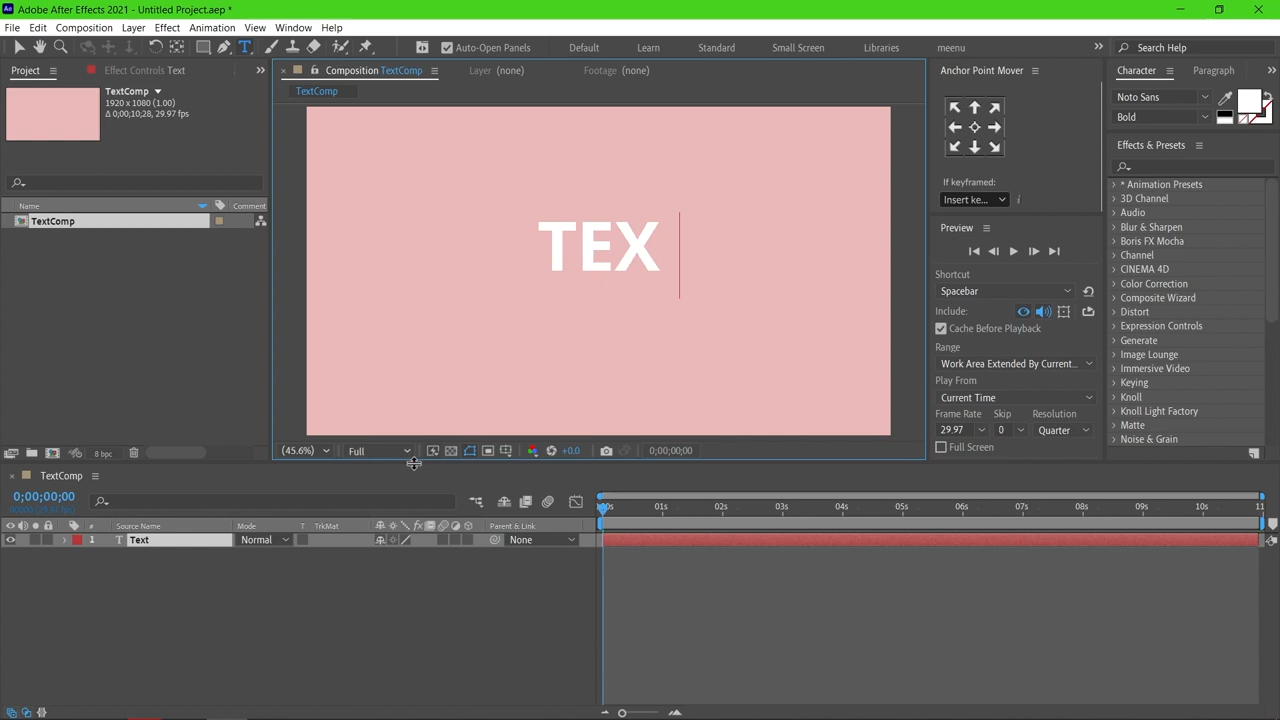 Adobe After Effects 2021 - Untitled Project.aep *
File Edit Composition Layer Effect Animation View Window Help
Auto-Open Panels Default Learn Standard Small Screen Libraries meenu Search Help
Project Effect Controls Text Composition TextComp Layer (none) Footage (none) Anchor Point Mover Character Paragraph
TextComp
1920 x 1080 (1.00)
Δ 0;00;10;28, 29.97 fps
TextComp
Noto Sans
Bold
TEX
Effects & Presets
If keyframed:
Insert ke...
Name Comment
TextComp
Preview
Shortcut
Spacebar
Include:
Cache Before Playback
Range
Work Area Extended By Current...
Play From
Current Time
Frame Rate Skip Resolution
29.97 0 Quarter
Full Screen
* Animation Presets
3D Channel
Audio
Blur & Sharpen
Boris FX Mocha
Channel
CINEMA 4D
Color Correction
Composite Wizard
Distort
Expression Controls
Generate
Image Lounge
Immersive Video
Keying
Knoll
Knoll Light Factory
Matte
Noise & Grain
8 bpc
(45.6%) Full +0.0 0;00;00;00
TextComp
0;00;00;00
00000 (29.97 fps)
01s 02s 03s 04s 05s 06s 07s 08s 09s 10s 11
# Source Name Mode T TrkMat fx Parent & Link
1 T Text Normal None